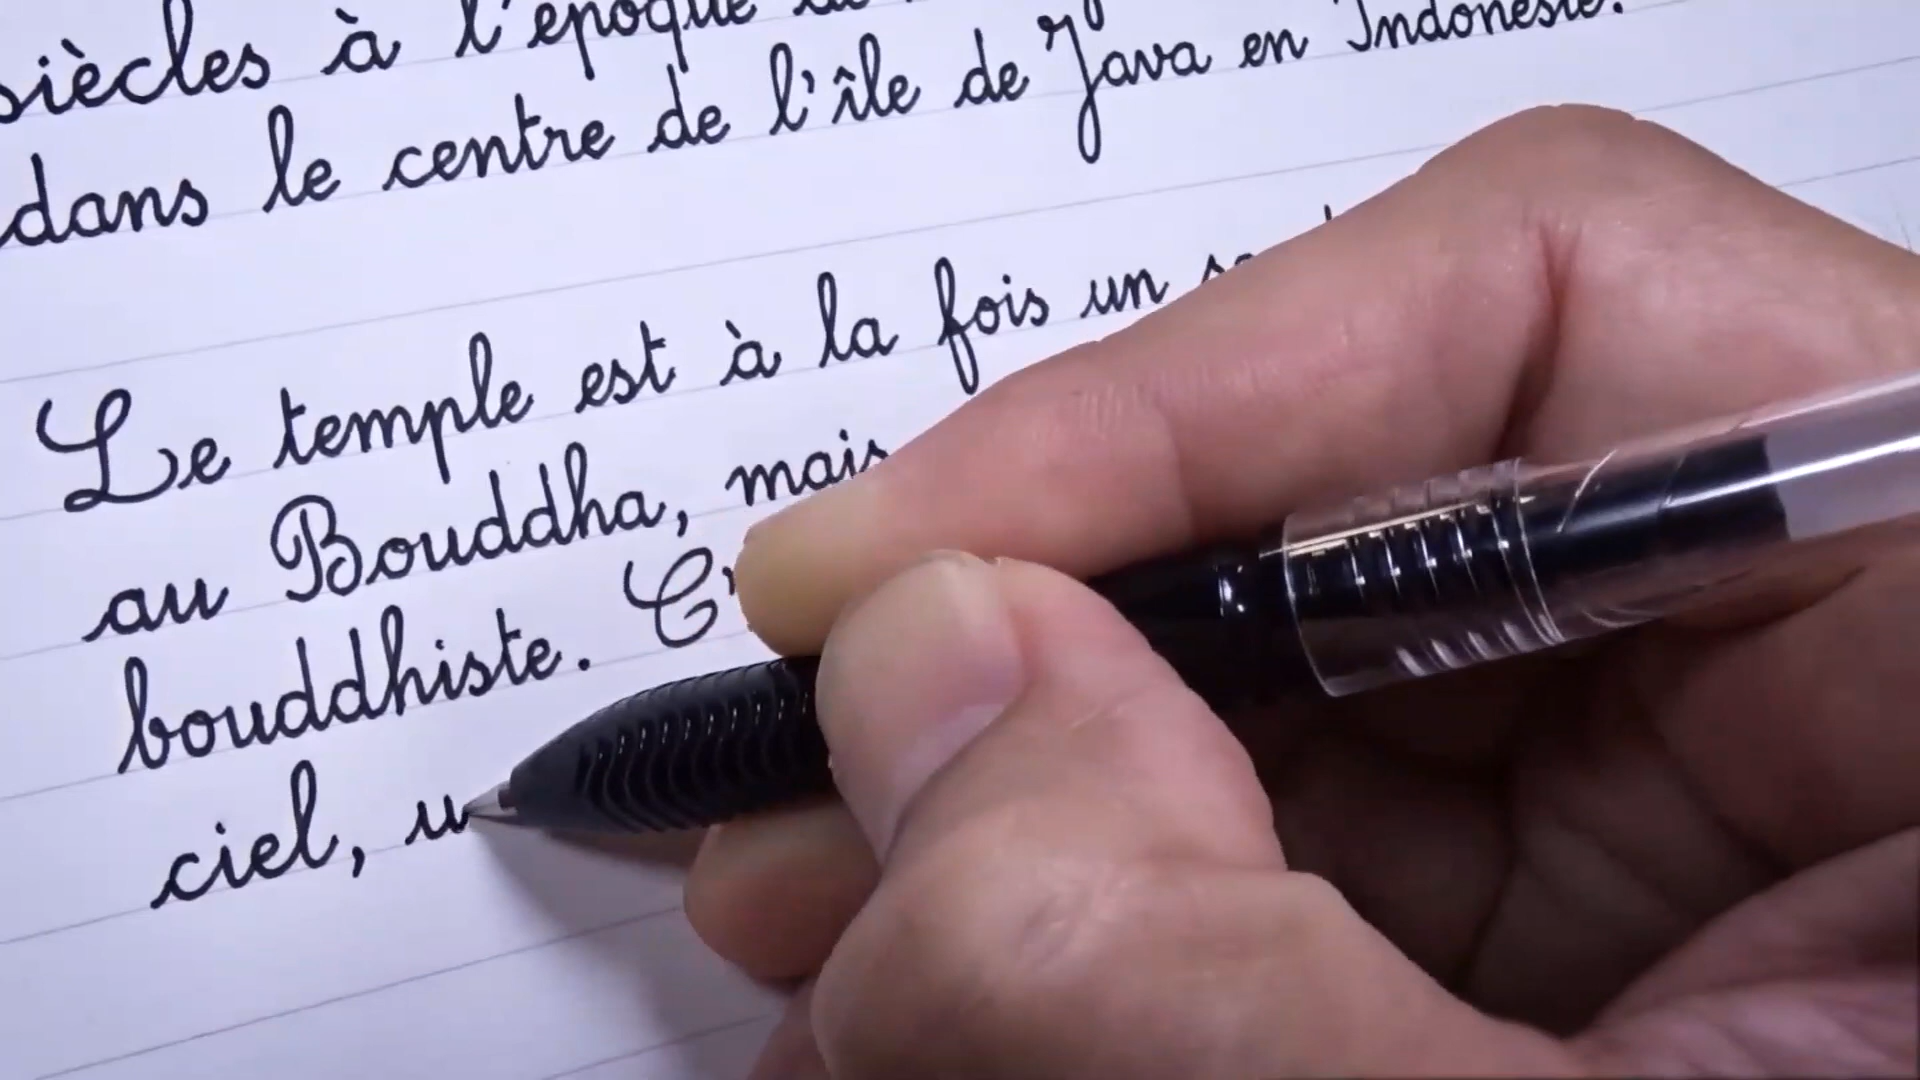 siècles à l'époque
dans le centre de l'île de Java en Indonésie.
Le temple est à la fois un
au Bouddha, mais
bouddhiste. C'
ciel, u